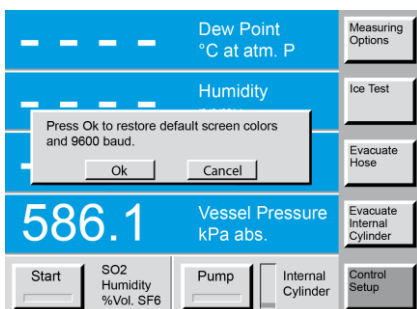 Dew Point
°C at atm. P
Humidity
Press Ok to restore default screen colors
and 9600 baud.
Ok
Cancel
586.1
Vessel Pressure
kPa abs.
Measuring
Options
Ice Test
Evacuate
Hose
Evacuate
Internal
Cylinder
Control
Setup
Start
SO2
Humidity
%Vol. SF6
Pump
Internal
Cylinder